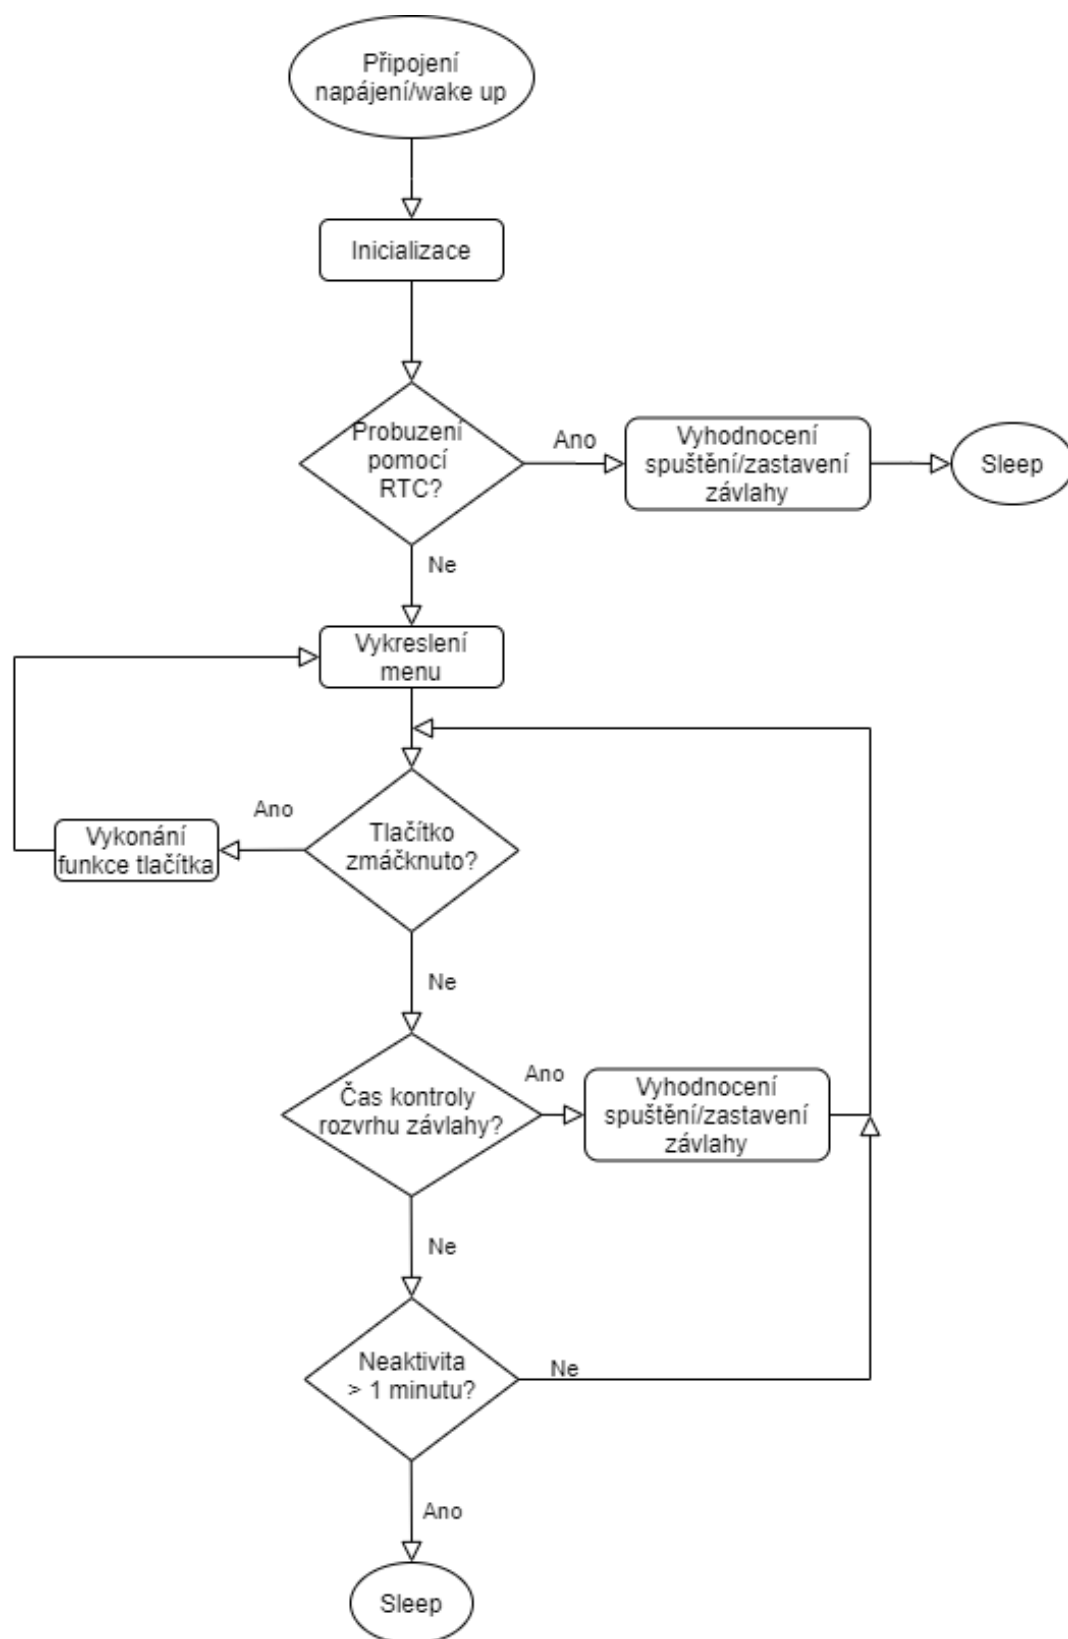 Připojení
napájení/wake up
Inicializace
Probuzení
pomocí
RTC?
Ano
Vyhodnocení
spuštění/zastavení
závlahy
Sleep
Ne
Vykreslení
menu
Ano
Vykonání
funkce tlačítka
Tlačítko
zmáčknuto?
Ne
Čas kontroly
rozvrhu závlahy?
Ano
Vyhodnocení
spuštění/zastavení
závlahy
Ne
Neaktivita
> 1 minutu?
Ne
Ano
Sleep